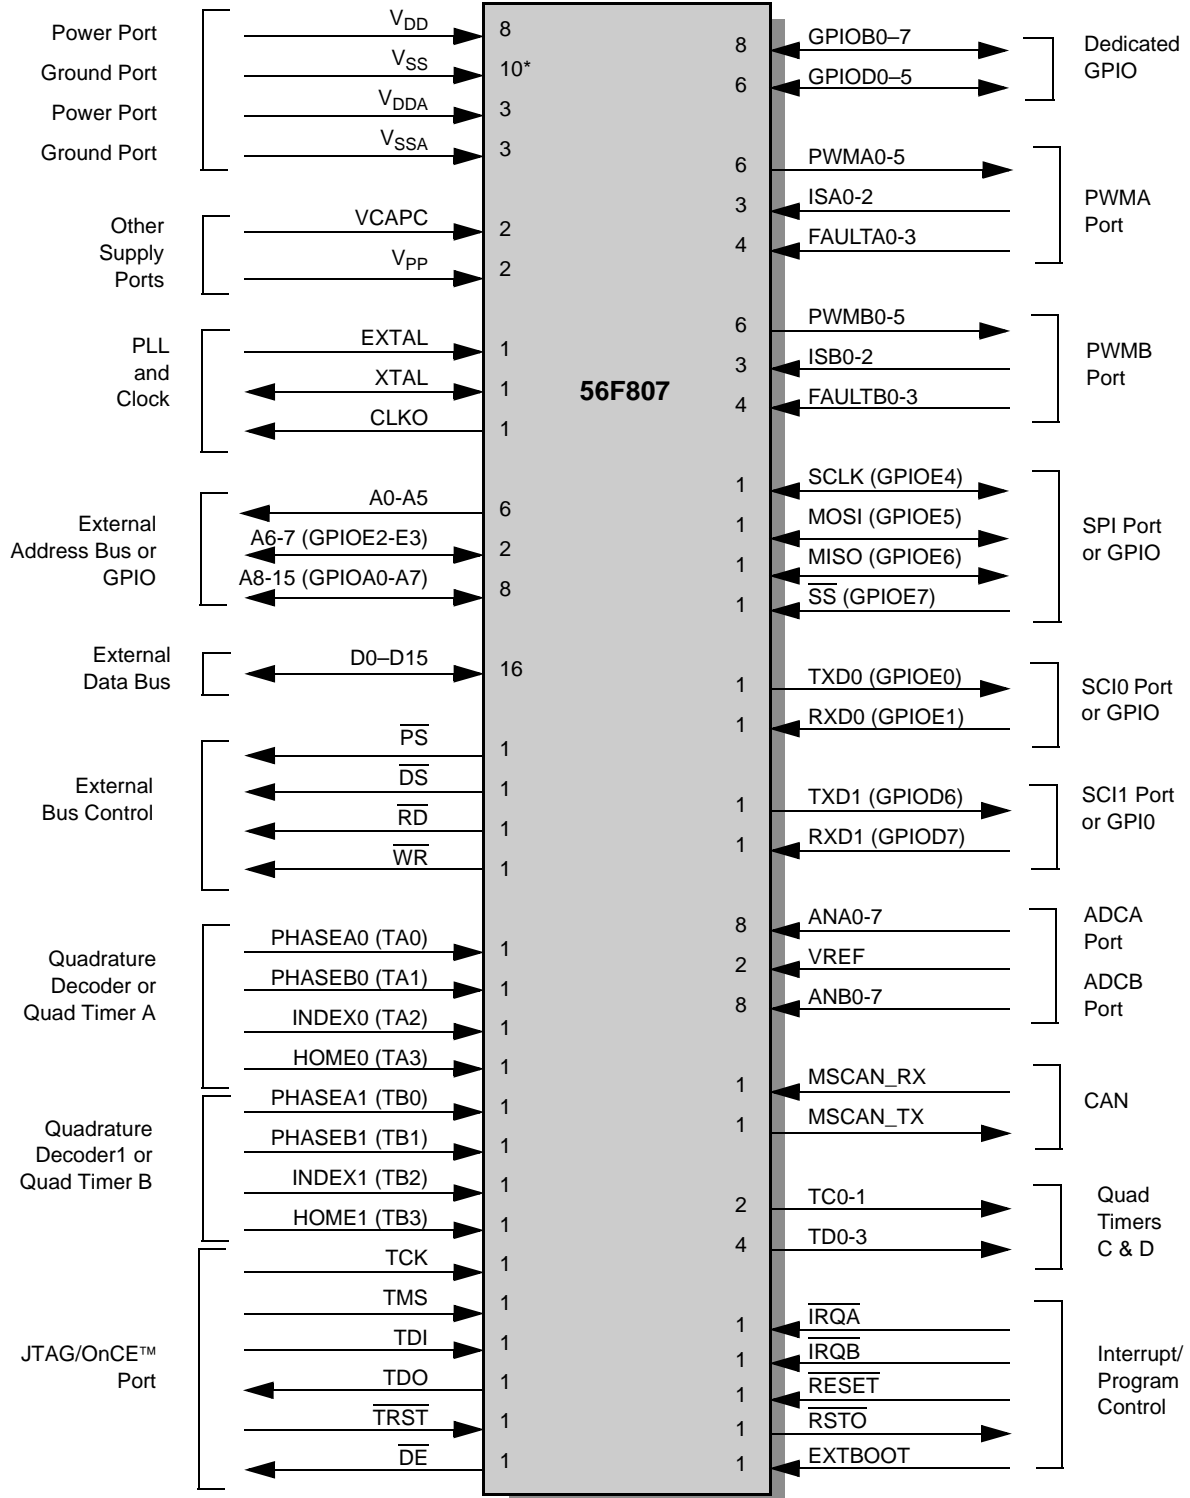 Power Port
V_DD
8
Ground Port
V_SS
10*
Power Port
V_DDA
3
Ground Port
V_SSA
3
Other
Supply
Ports
VCAPC
2
V_PP
2
PLL
and
Clock
EXTAL
1
XTAL
1
CLKO
1
External
Address Bus or
GPIO
A0-A5
6
A6-7 (GPIOE2-E3)
2
A8-15 (GPIOA0-A7)
8
External
Data Bus
D0–D15
16
External
Bus Control
PS
1
DS
1
RD
1
WR
1
Quadrature
Decoder or
Quad Timer A
PHASEA0 (TA0)
1
PHASEB0 (TA1)
1
INDEX0 (TA2)
1
HOME0 (TA3)
1
Quadrature
Decoder1 or
Quad Timer B
PHASEA1 (TB0)
1
PHASEB1 (TB1)
1
INDEX1 (TB2)
1
HOME1 (TB3)
1
JTAG/OnCE™
Port
TCK
1
TMS
1
TDI
1
TDO
1
TRST
1
DE
1
56F807
8
GPIOB0–7
6
GPIOD0–5
Dedicated
GPIO
6
PWMA0-5
3
ISA0-2
4
FAULTA0-3
PWMA
Port
6
PWMB0-5
3
ISB0-2
4
FAULTB0-3
PWMB
Port
1
SCLK (GPIOE4)
1
MOSI (GPIOE5)
1
MISO (GPIOE6)
1
SS (GPIOE7)
SPI Port
or GPIO
1
TXD0 (GPIOE0)
1
RXD0 (GPIOE1)
SCI0 Port
or GPIO
1
TXD1 (GPIOD6)
1
RXD1 (GPIOD7)
SCI1 Port
or GPI0
8
ANA0-7
2
VREF
8
ANB0-7
ADCA
Port
ADCB
Port
1
MSCAN_RX
1
MSCAN_TX
CAN
2
TC0-1
4
TD0-3
Quad
Timers
C & D
1
IRQA
1
IRQB
1
RESET
1
RSTO
1
EXTBOOT
Interrupt/
Program
Control